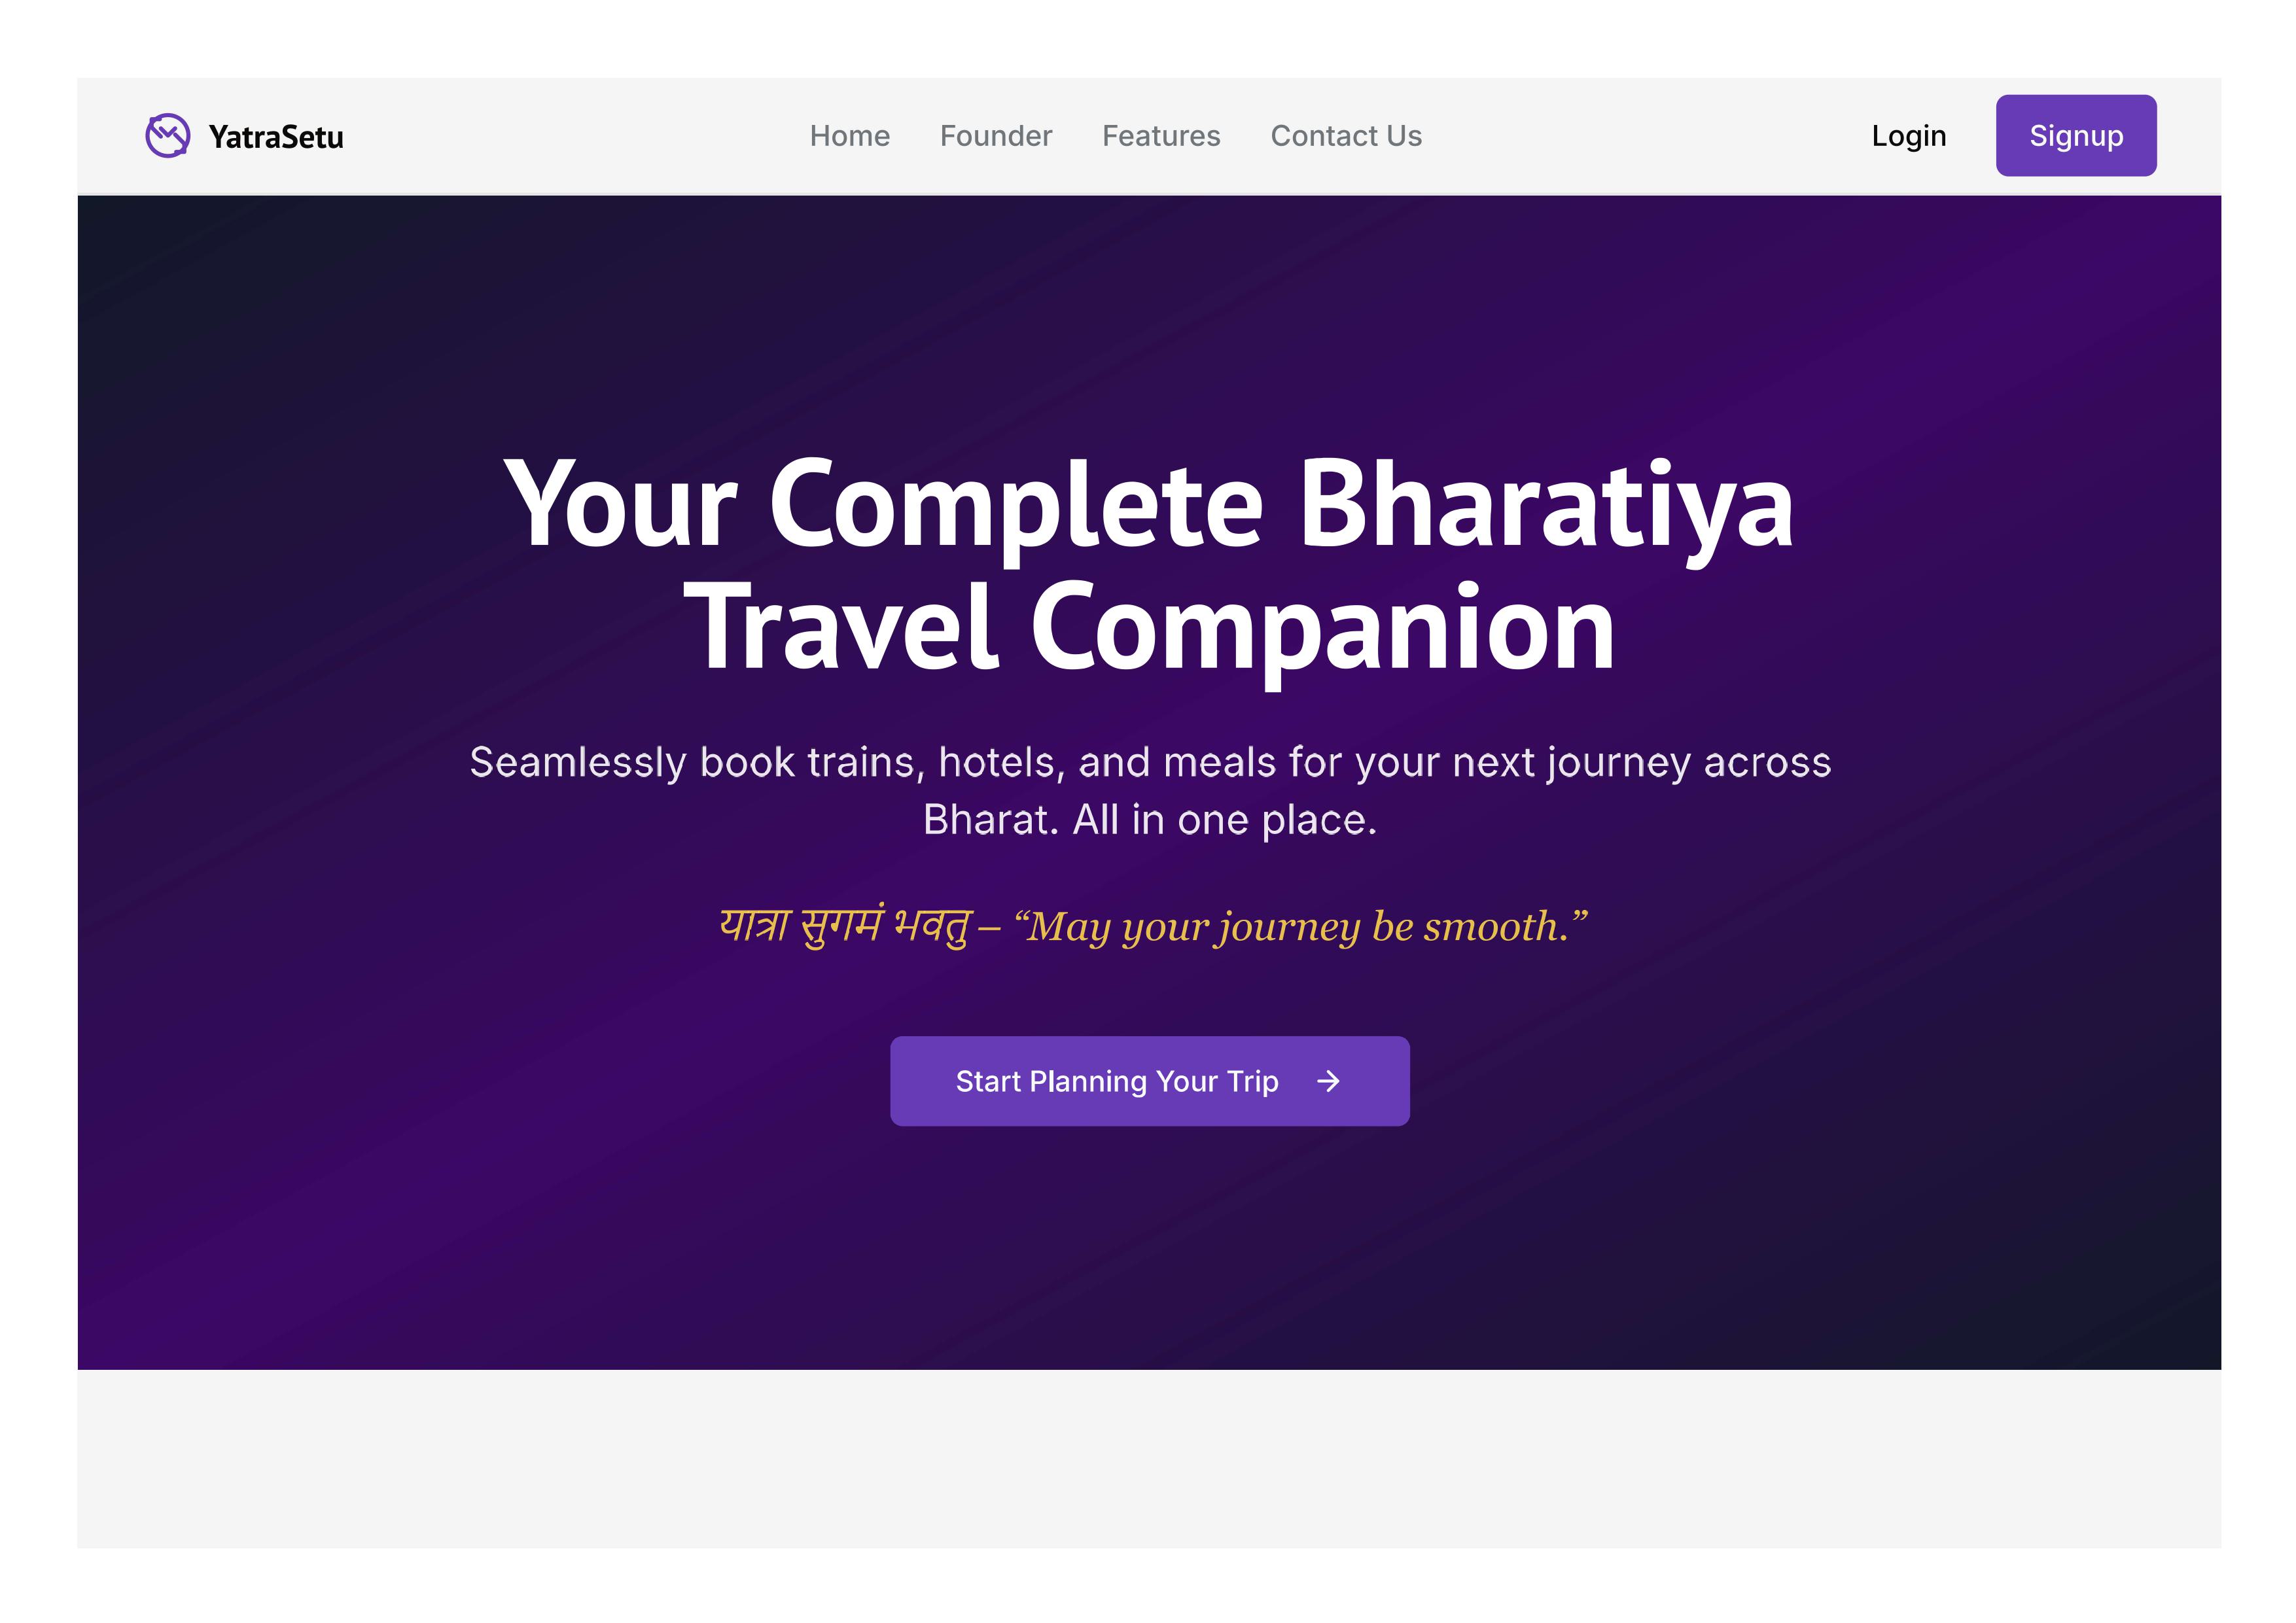 YatraSetu
Home Founder Features Contact Us
Login Signup
Your Complete Bharatiya
Travel Companion
Seamlessly book trains, hotels, and meals for your next journey across
Bharat. All in one place.
यात्रा सुगमं भवतु – “May your journey be smooth.”
Start Planning Your Trip →